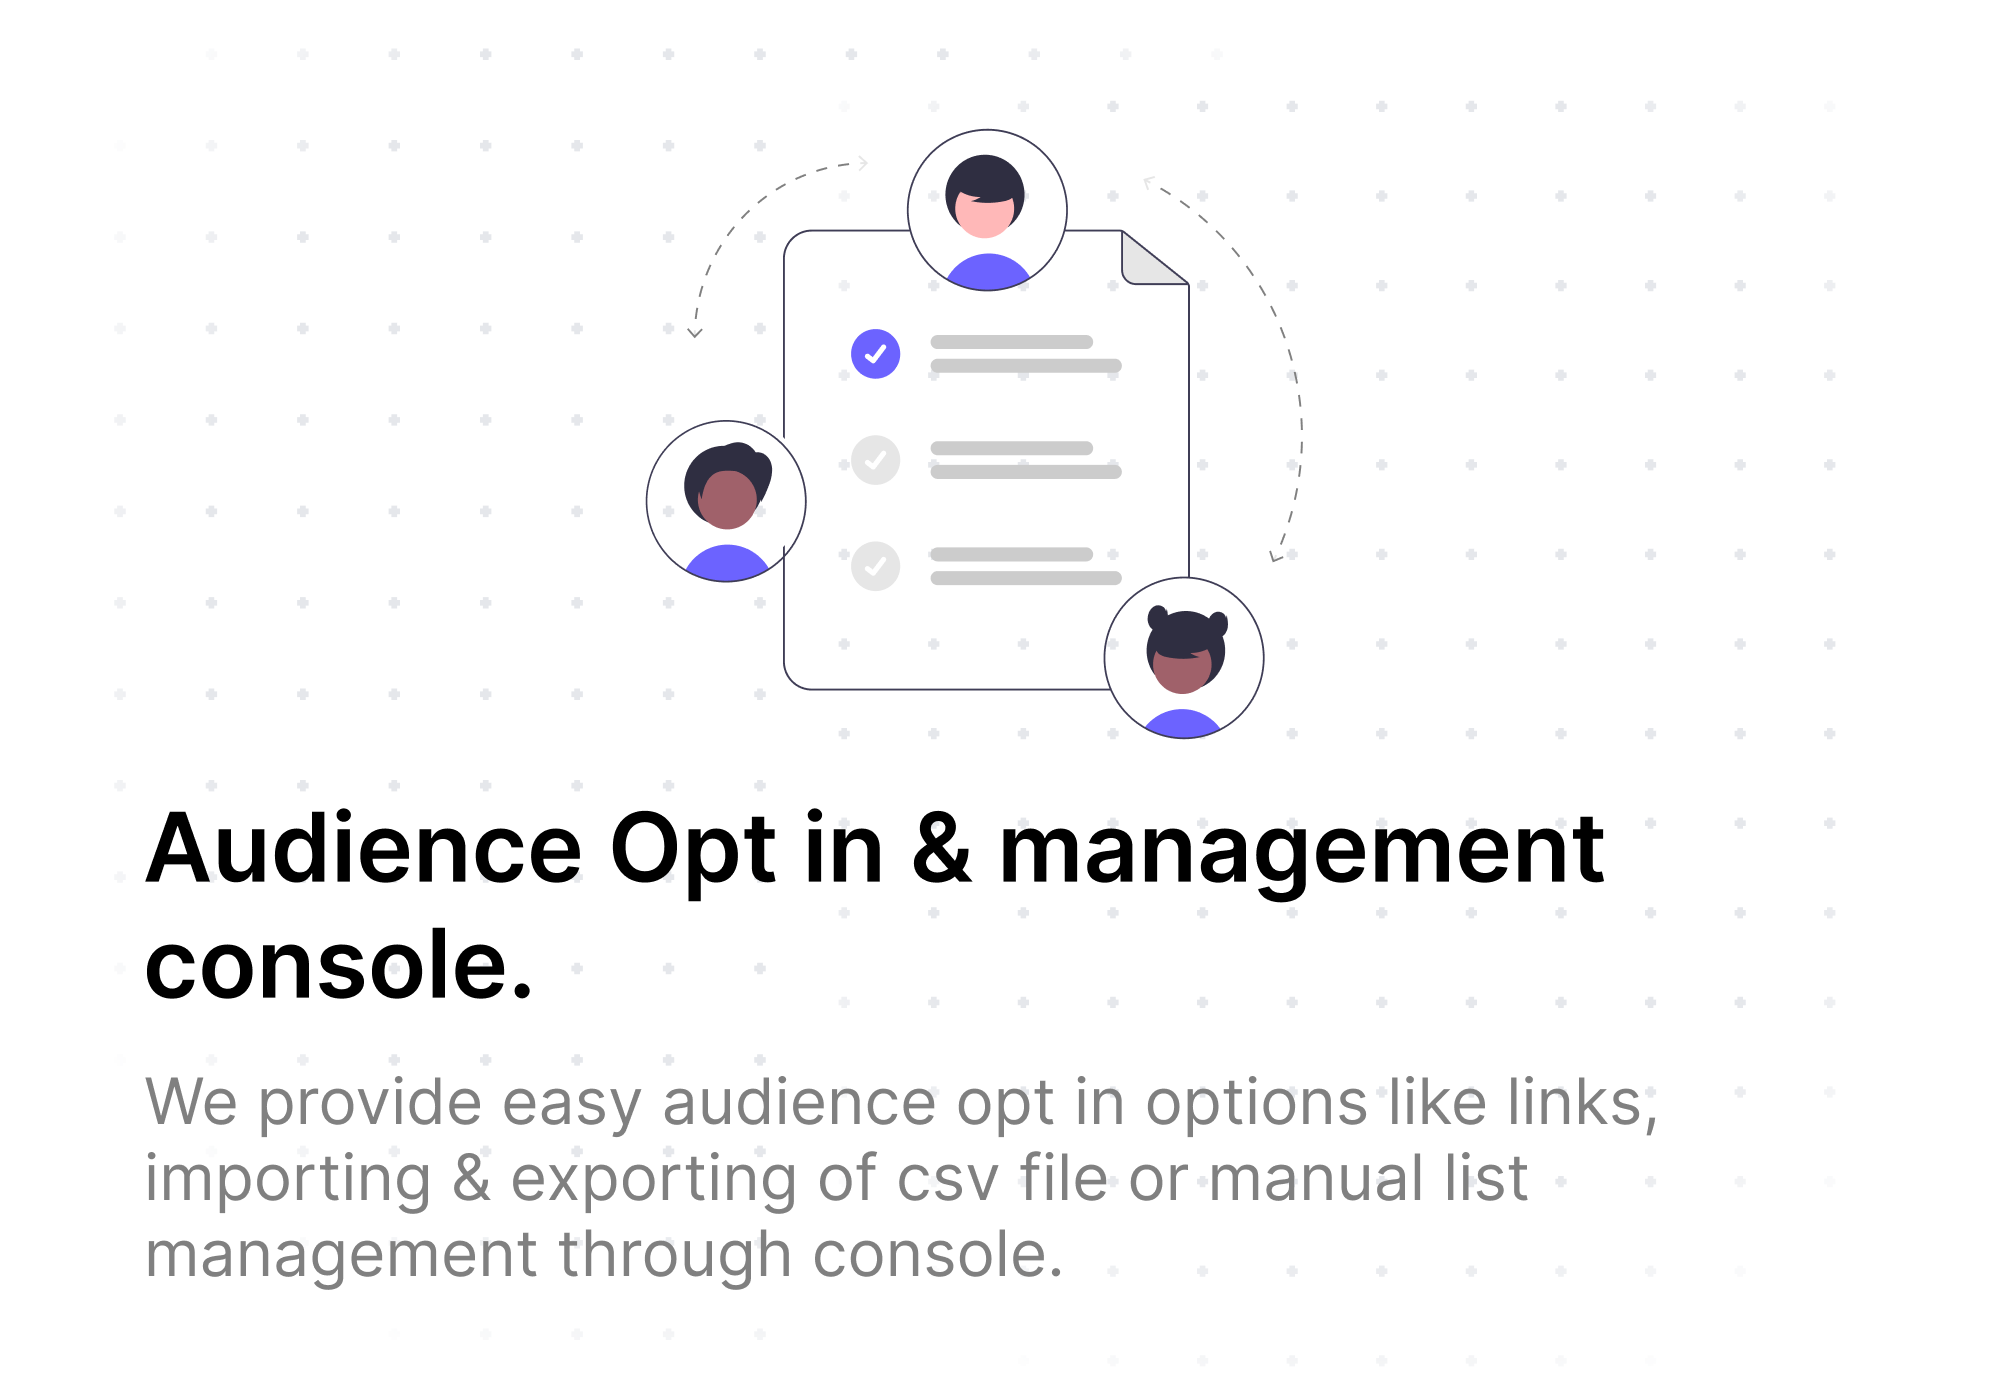 Audience Opt in & management
console.
We provide easy audience opt in options like links,
importing & exporting of csv file or manual list
management through console.